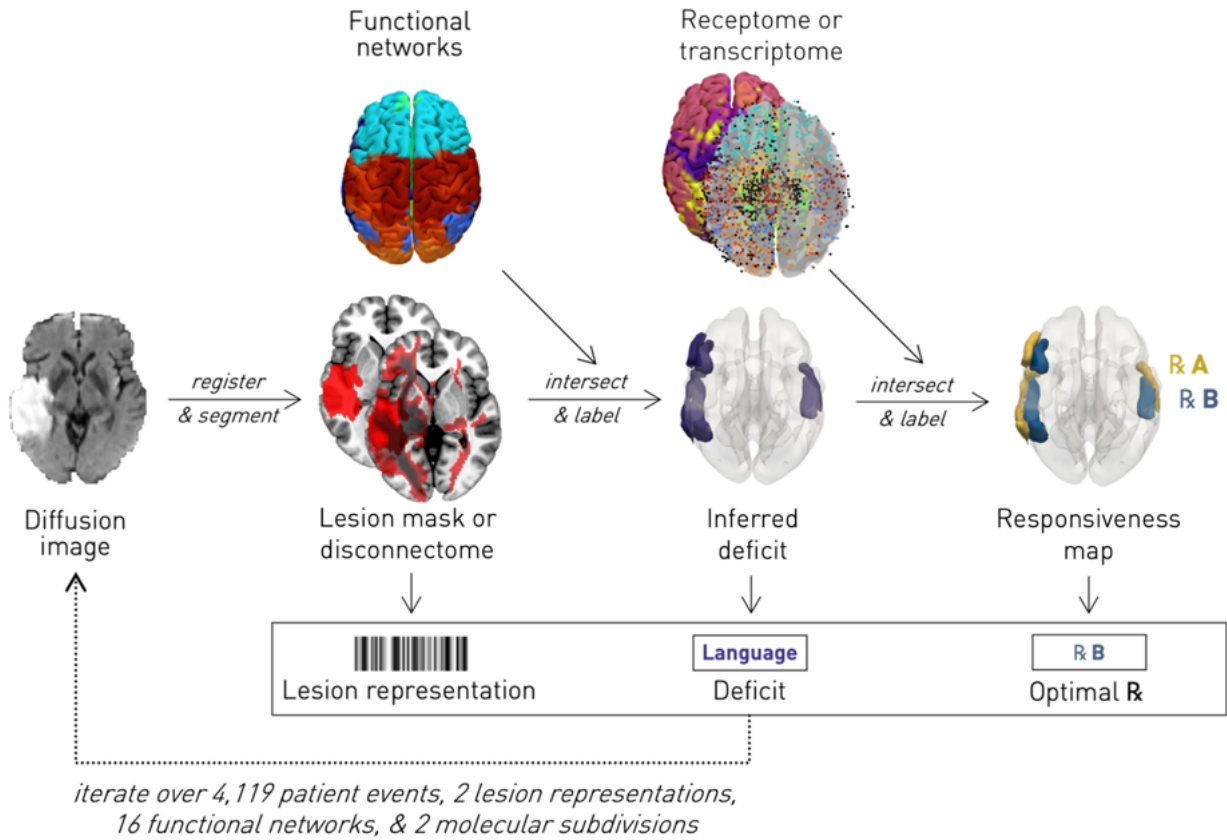 Functional
networks
Receptome or
transcriptome
register
& segment
intersect
& label
intersect
& label
℞ A
℞ B
Diffusion
image
Lesion mask or
disconnectome
Inferred
deficit
Responsiveness
map
Language
℞ B
Lesion representation
Deficit
Optimal ℞
iterate over 4,119 patient events, 2 lesion representations,
16 functional networks, & 2 molecular subdivisions